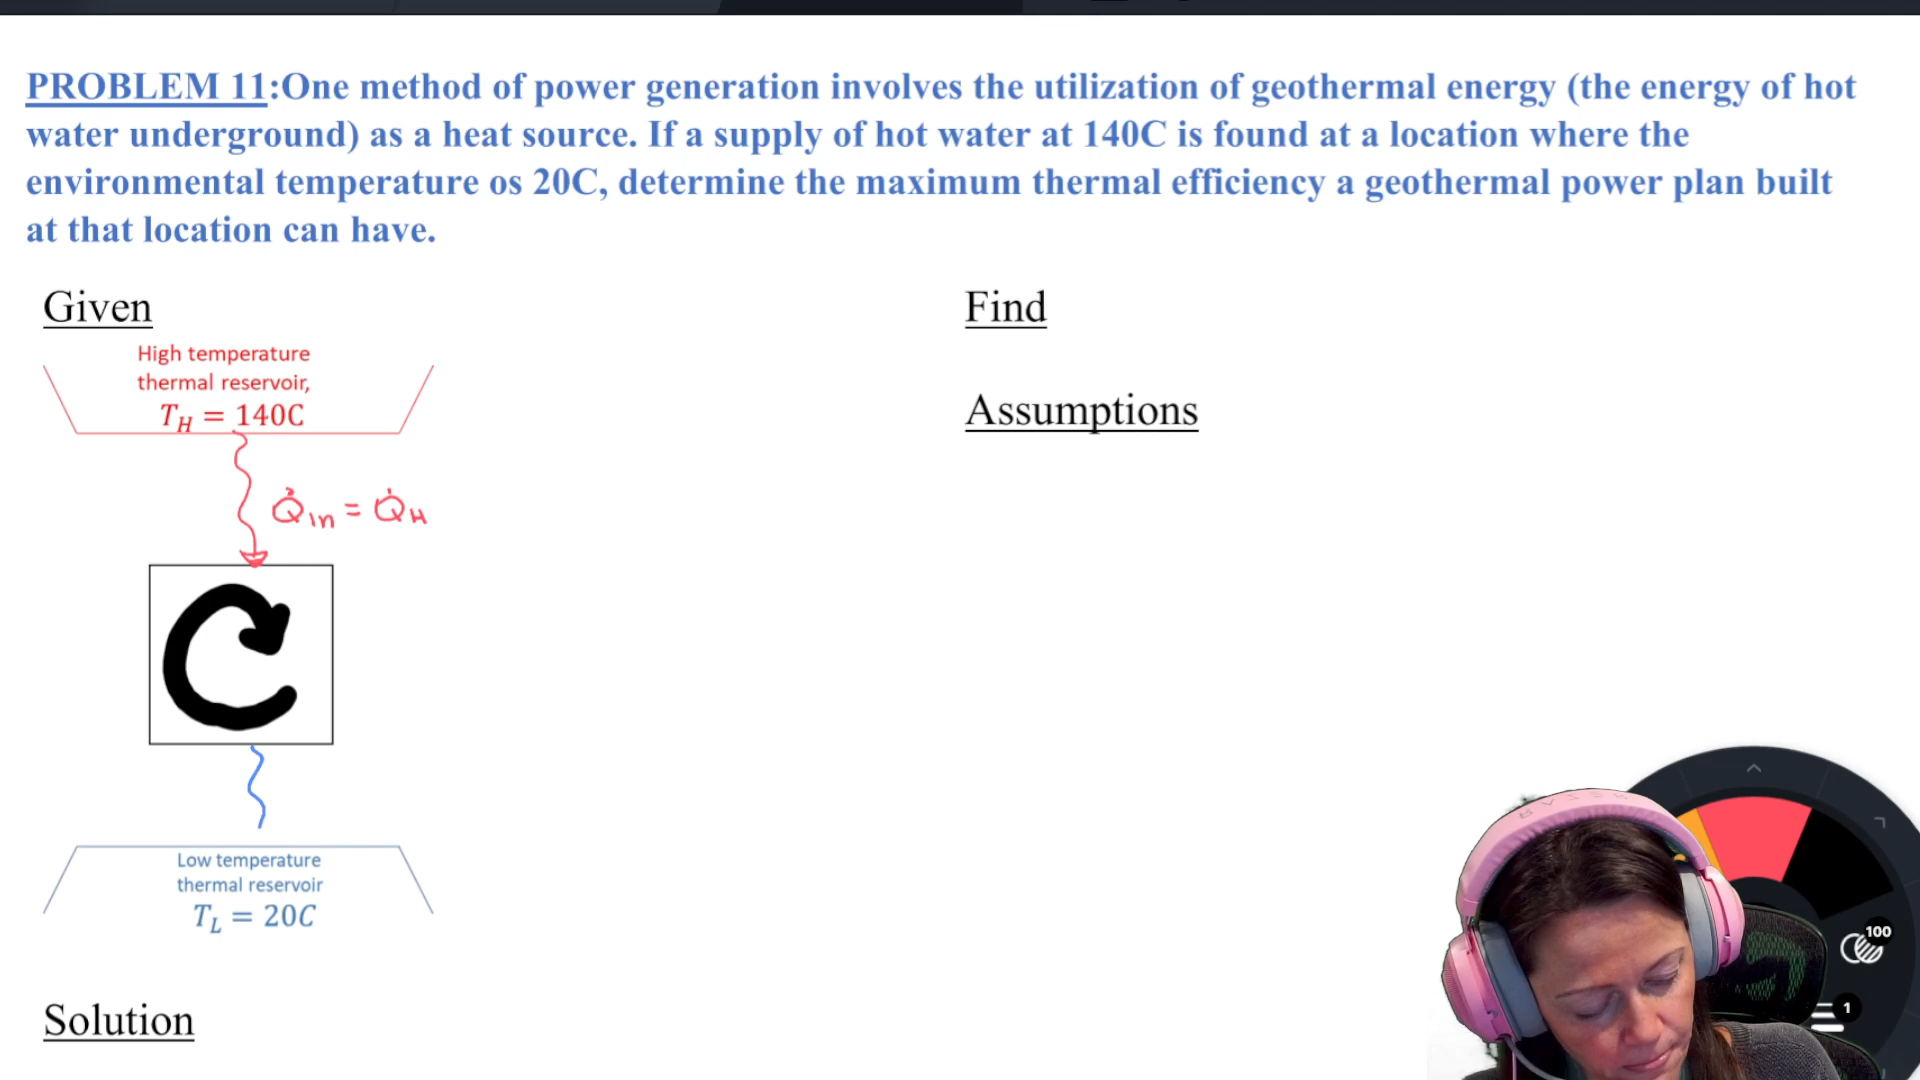 PROBLEM 11:One method of power generation involves the utilization of geothermal energy (the energy of hot
water underground) as a heat source. If a supply of hot water at 140C is found at a location where the
environmental temperature os 20C, determine the maximum thermal efficiency a geothermal power plan built
at that location can have.
Given
Find
High temperature
thermal reservoir,
T_H = 140C
Assumptions
Q̇in = Q̇H
Low temperature
thermal reservoir
T_L = 20C
100
1
Solution